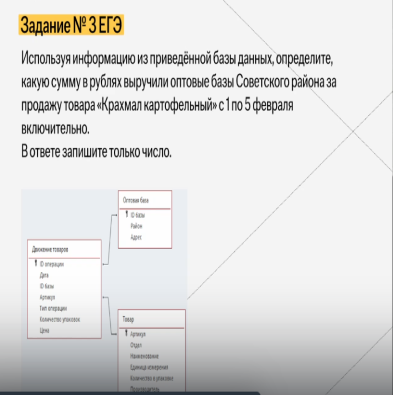 Задание № 3 ЕГЭ
Используя информацию из приведённой базы данных, определите,
какую сумму в рублях выручили оптовые базы Советского района за
продажу товара «Крахмал картофельный» с 1 по 5 февраля
включительно.
В ответе запишите только число.
Оптовая база
ID базы
Район
Адрес
Движение товаров
ID операции
Дата
ID базы
Артикул
Тип операции
Количество упаковок
Цена
Товар
Артикул
Отдел
Наименование
Единица измерения
Количество в упаковке
Производитель